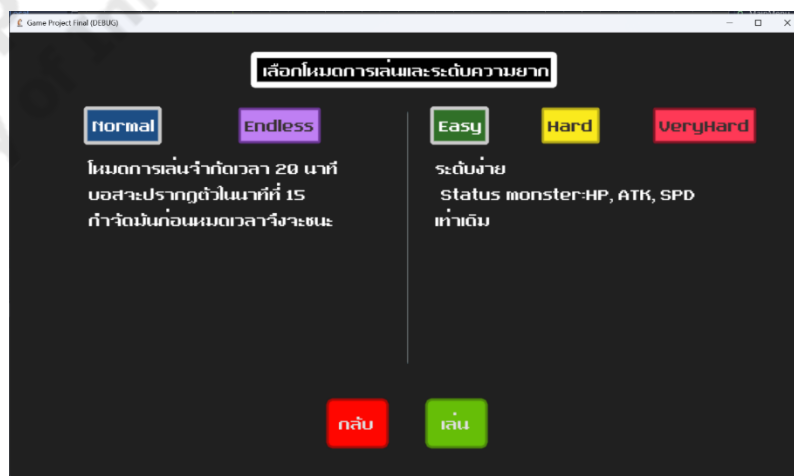 Game Project Final (DEBUG)
เลือกโหมดการเล่นและระดับความยาก
Normal Endless
Easy Hard VeryHard
โหมดการเล่นจำกัดเวลา 20 นาที
บอสจะปรากฏตัวในนาทีที่ 15
กำจัดมันก่อนหมดเวลาจึงจะชนะ
ระดับง่าย
Status monster:HP, ATK, SPD
เท่าเดิม
กลับ เล่น